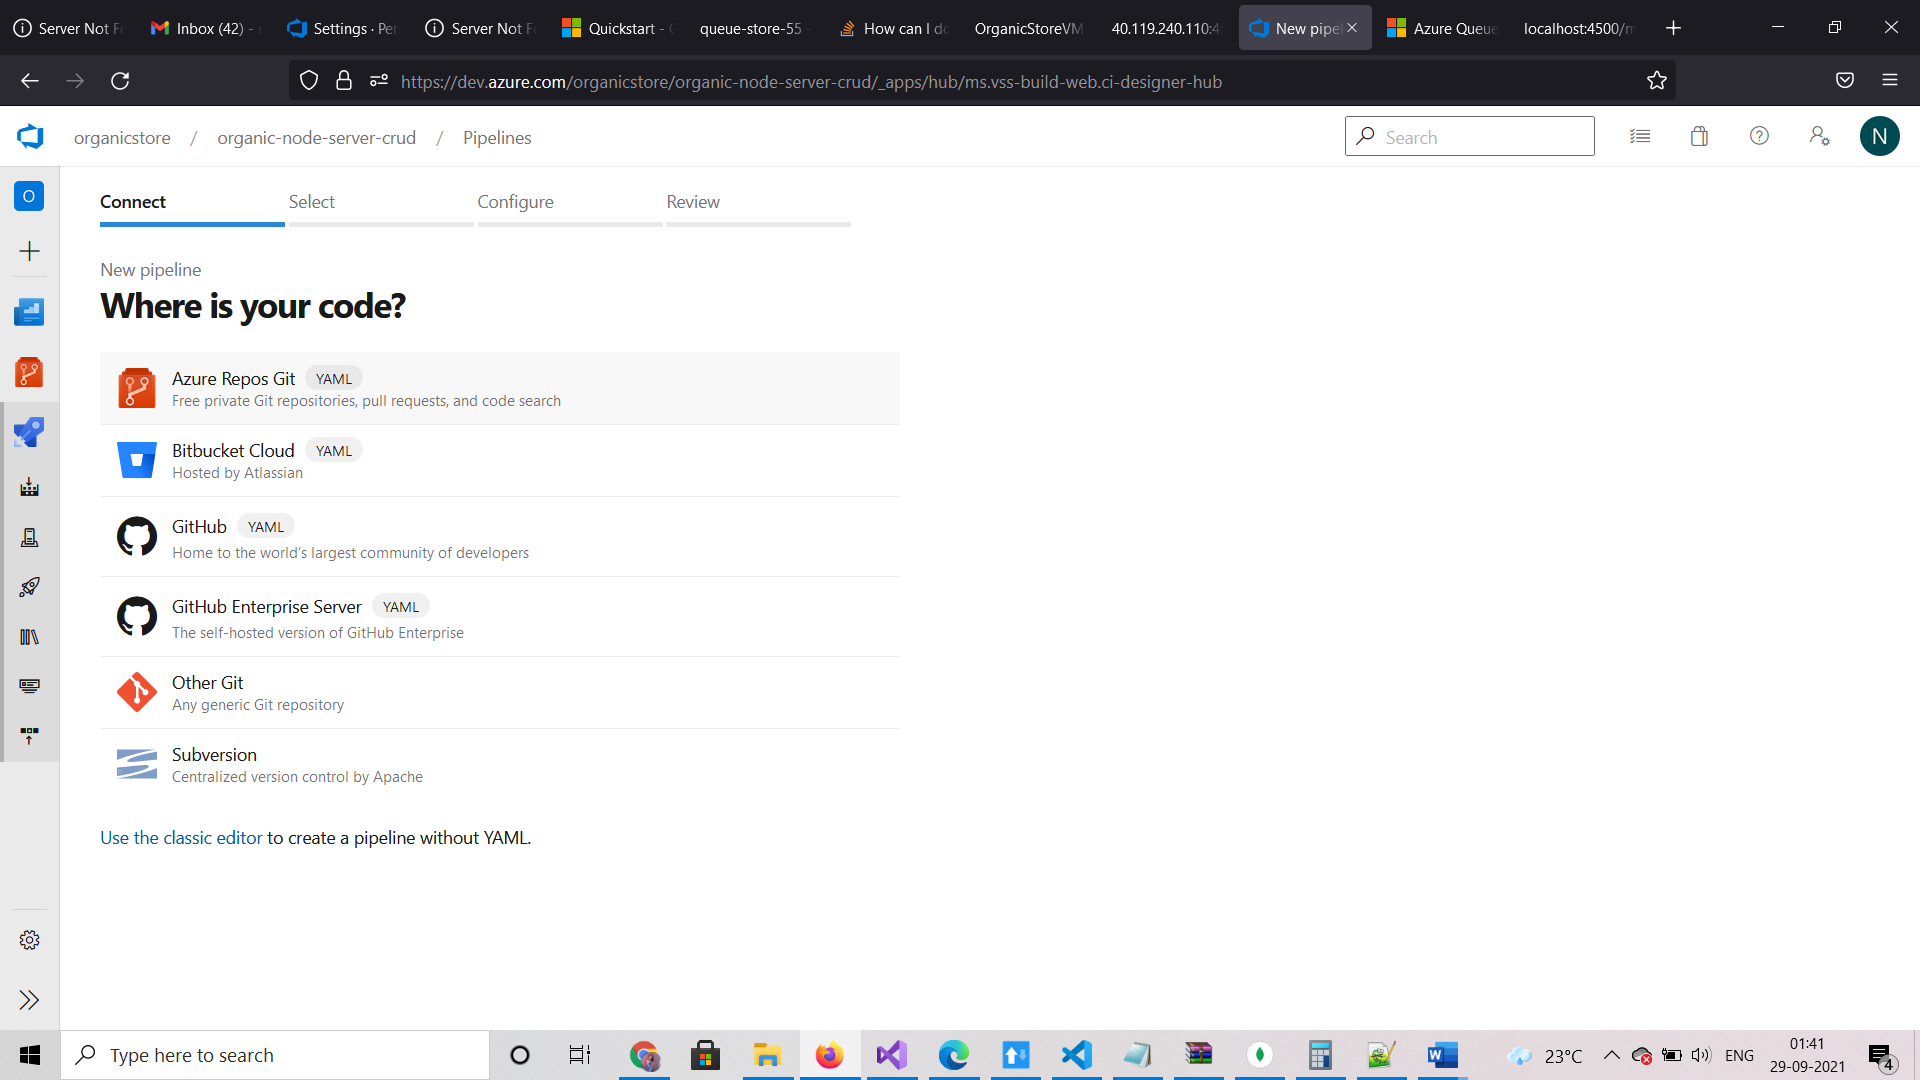 Server Not Fo
Inbox (42) -
Settings · Per
Server Not Fo
Quickstart -
queue-store-55 -
How can I do
OrganicStoreVM
40.119.240.110:4
New pipel
Azure Queue
localhost:4500/m
https://dev.azure.com/organicstore/organic-node-server-crud/_apps/hub/ms.vss-build-web.ci-designer-hub
organicstore / organic-node-server-crud / Pipelines
Search
N
O
Connect
Select
Configure
Review
New pipeline
Where is your code?
Azure Repos Git YAML
Free private Git repositories, pull requests, and code search
Bitbucket Cloud YAML
Hosted by Atlassian
GitHub YAML
Home to the world’s largest community of developers
GitHub Enterprise Server YAML
The self-hosted version of GitHub Enterprise
Other Git
Any generic Git repository
Subversion
Centralized version control by Apache
Use the classic editor to create a pipeline without YAML.
Type here to search
23°C
ENG
01:41
29-09-2021
4